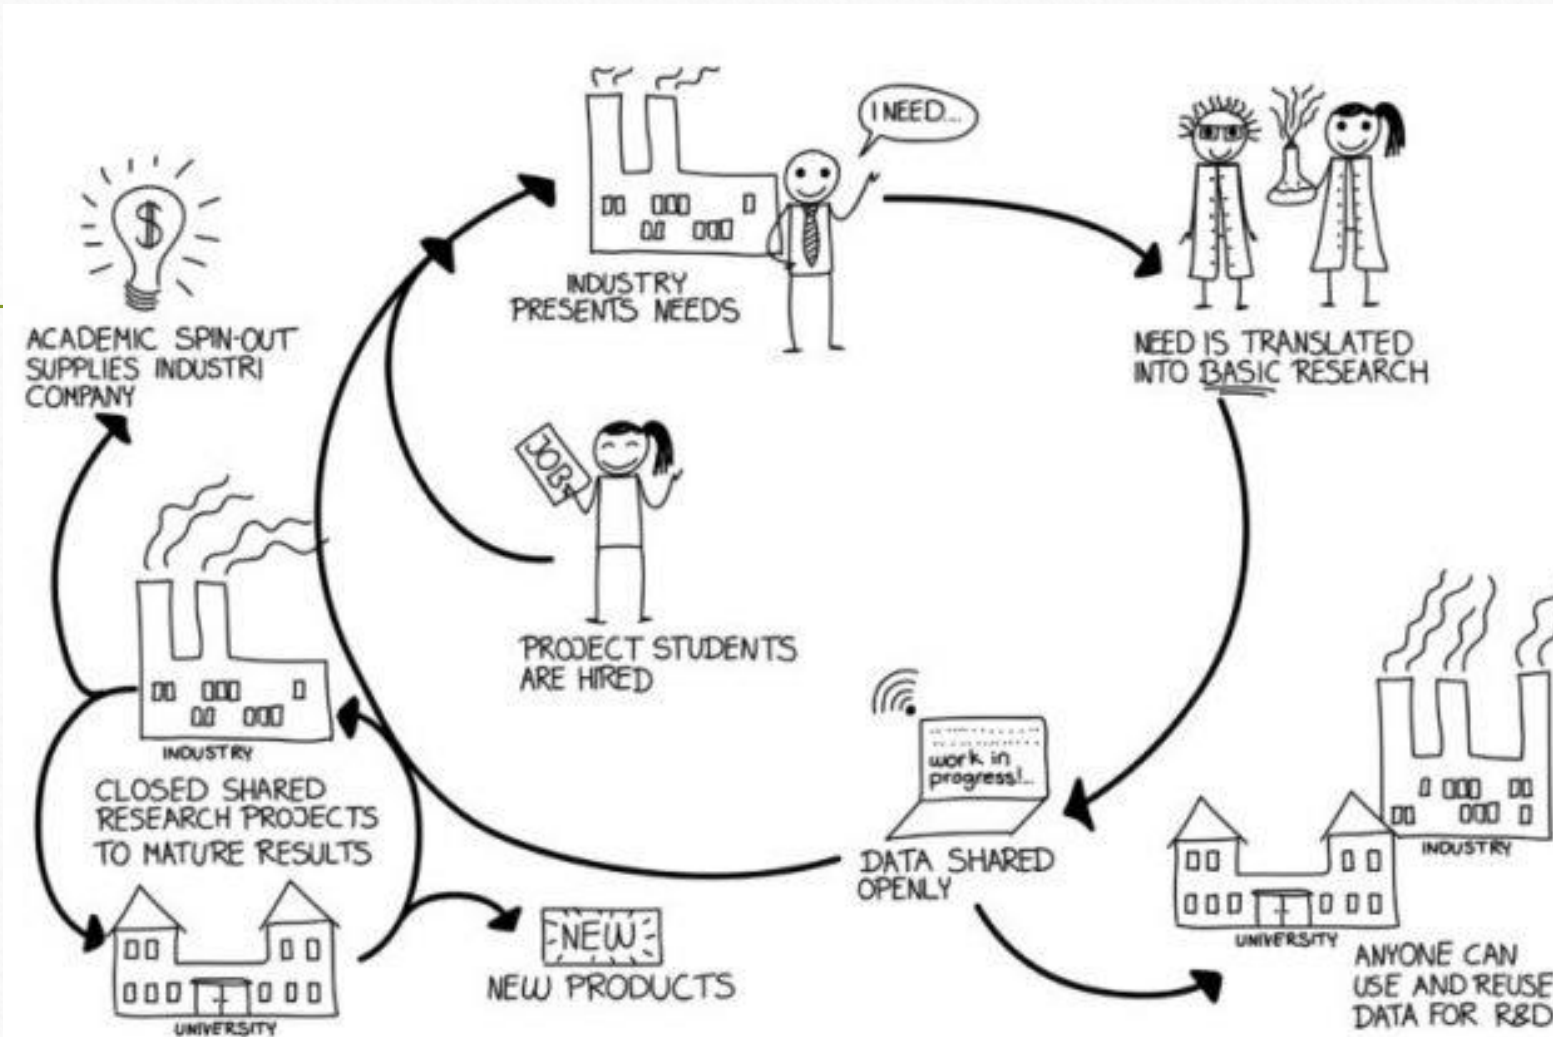 I NEED...
INDUSTRY
PRESENTS NEEDS
NEED IS TRANSLATED
INTO BASIC RESEARCH
$
ACADEMIC SPIN-OUT
SUPPLIES INDUSTRI
COMPANY
JOB
PROJECT STUDENTS
ARE HIRED
INDUSTRY
CLOSED SHARED
RESEARCH PROJECTS
TO MATURE RESULTS
UNIVERSITY
NEW
NEW PRODUCTS
work in
progress!..
DATA SHARED
OPENLY
INDUSTRY
UNIVERSITY
ANYONE CAN
USE AND REUSE
DATA FOR R&D